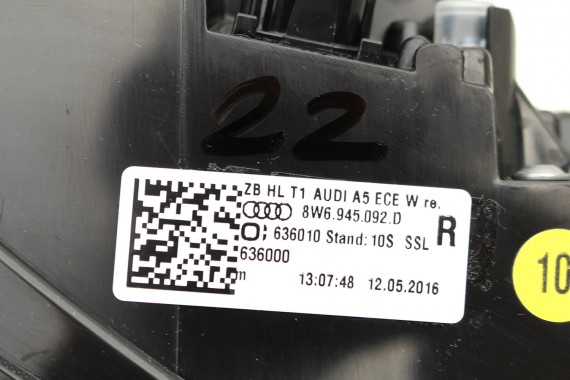 22
ZB HL T1 AUDI A5 ECE W re.
8W6.945.092.D
R
636010 Stand: 10S SSL
636000
m 13:07:48 12.05.2016
10